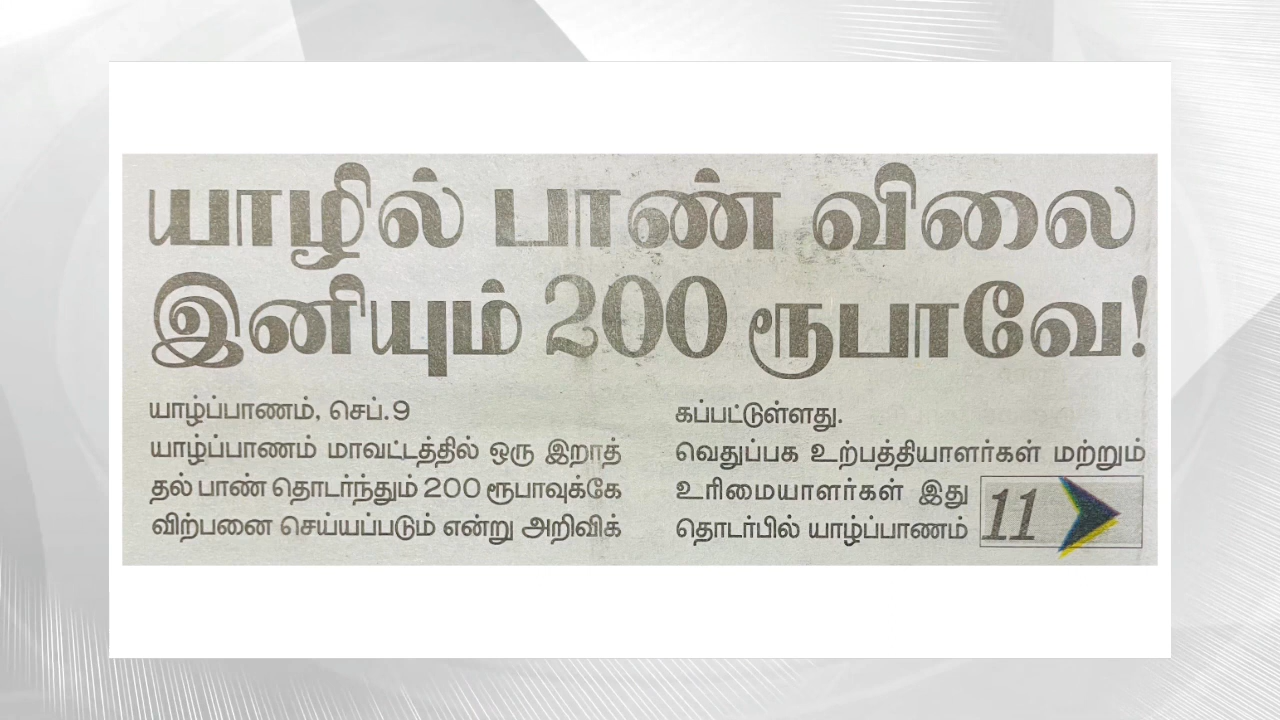 யாழில் பாண் விலை
இனியும் 200 ரூபாவே!
யாழ்ப்பாணம், செப்.9
யாழ்ப்பாணம் மாவட்டத்தில் ஒரு இறாத்
தல் பாண் தொடர்ந்தும் 200 ரூபாவுக்கே
விற்பனை செய்யப்படும் என்று அறிவிக்
கப்பட்டுள்ளது.
வெதுப்பக உற்பத்தியாளர்கள் மற்றும்
உரிமையாளர்கள் இது
தொடர்பில் யாழ்ப்பாணம்
11